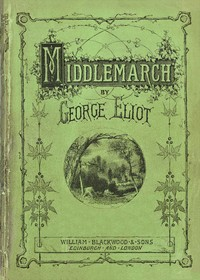 MIDDLEMARCH
BY
GEORGE ELIOT
WILLIAM BLACKWOOD & SONS
EDINBURGH AND LONDON